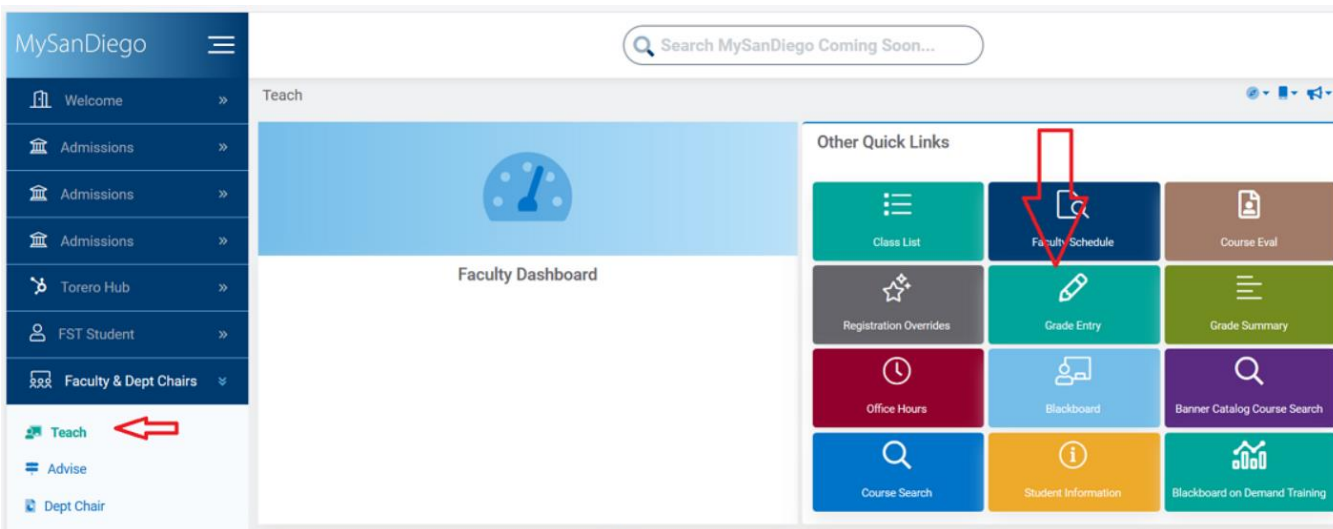 MySanDiego
Search MySanDiego Coming Soon...
Welcome
Admissions
Admissions
Admissions
Torero Hub
FST Student
Faculty & Dept Chairs
Teach
Advise
Dept Chair
Teach
Faculty Dashboard
Other Quick Links
Class List
Faculty Schedule
Course Eval
Registration Overrides
Grade Entry
Grade Summary
Office Hours
Blackboard
Banner Catalog Course Search
Course Search
Student Information
Blackboard on Demand Training